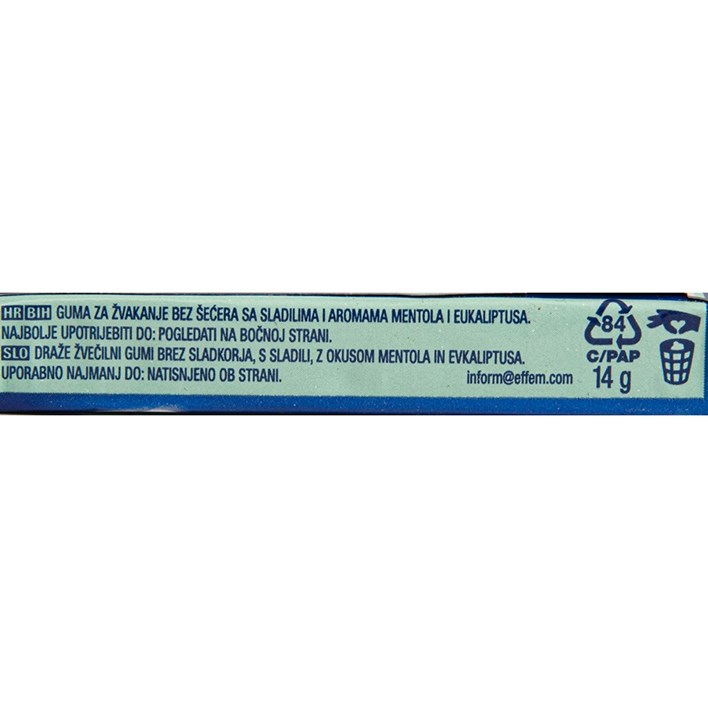 HR BIH GUMA ZA ŽVAKANJE BEZ ŠEĆERA SA SLADILIMA I AROMAMA MENTOLA I EUKALIPTUSA.
NAJBOLJE UPOTRIJEBITI DO: POGLEDATI NA BOČNOJ STRANI.
SLO DRAŽE ŽVEČILNI GUMI BREZ SLADKORJA, S SLADILI, Z OKUSOM MENTOLA IN EVKALIPTUSA.
UPORABNO NAJMANJ DO: NATISNJENO OB STRANI.
inform@effem.com
84
C/PAP
14 g